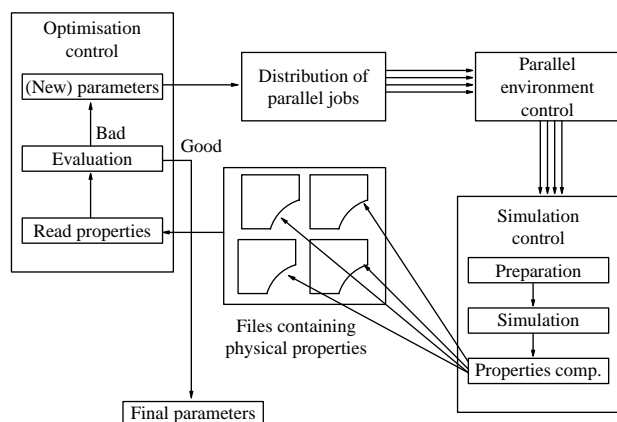 Optimisation
control
(New) parameters
Bad
Evaluation
Good
Read properties
Distribution of
parallel jobs
Parallel
environment
control
Simulation
control
Preparation
Simulation
Properties comp.
Files containing
physical properties
Final parameters